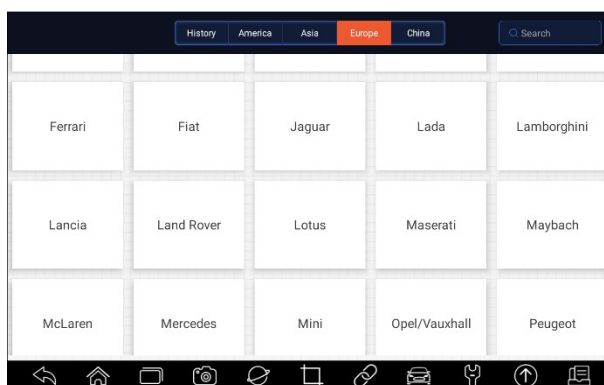 History America Asia Europe China Search
Ferrari Fiat Jaguar Lada Lamborghini
Lancia Land Rover Lotus Maserati Maybach
McLaren Mercedes Mini Opel/Vauxhall Peugeot